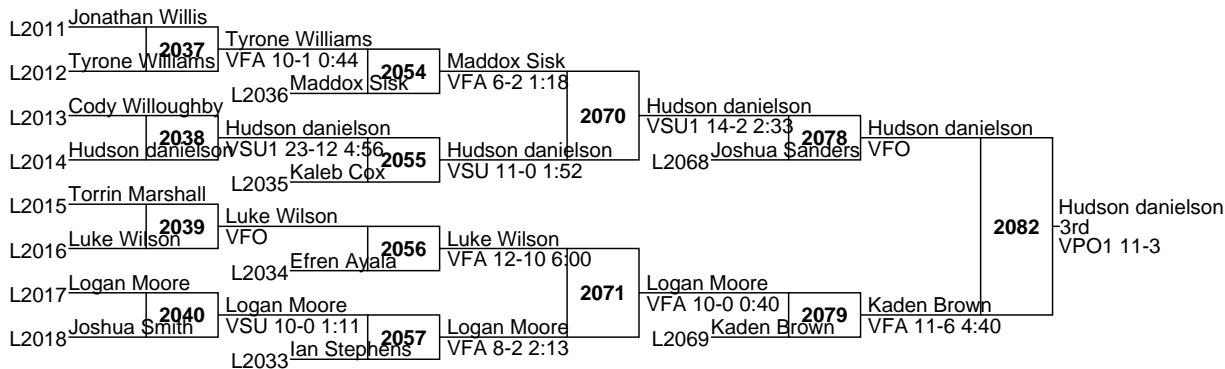 Jonathan Willis
L2011
2037
Tyrone Williams
VFA 10-1 0:44
L2012
Tyrone Williams
2054
Maddox Sisk
VFA 6-2 1:18
L2036
Maddox Sisk
L2013
Cody Willoughby
2038
Hudson danielson
VSU1 23-12 4:56
L2014
Hudson danielson
2055
Hudson danielson
VSU 11-0 1:52
L2035
Kaleb Cox
2070
Hudson danielson
VSU1 14-2 2:33
L2068
Joshua Sanders
2078
Hudson danielson
VFO
L2015
Torrin Marshall
2039
Luke Wilson
VFO
L2016
Luke Wilson
2056
Luke Wilson
VFA 12-10 6:00
L2034
Efren Ayala
L2017
Logan Moore
2040
Logan Moore
VSU 10-0 1:11
L2018
Joshua Smith
2057
Logan Moore
VFA 8-2 2:13
L2033
Ian Stephens
2071
Logan Moore
VFA 10-0 0:40
L2069
Kaden Brown
2079
Kaden Brown
VFA 11-6 4:40
2082
Hudson danielson
3rd
VPO1 11-3